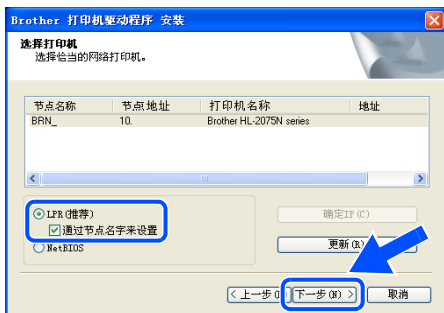 Brother 打印机驱动程序 安装
选择打印机
选择恰当的网络打印机。
节点名称 节点地址 打印机名称 地址
BRN_ 10. Brother HL-2075N series
LPR(推荐)
通过节点名字来设置
NetBIOS
确定IP(C)
更新(R)
< 上一步 下一步(N) > 取消